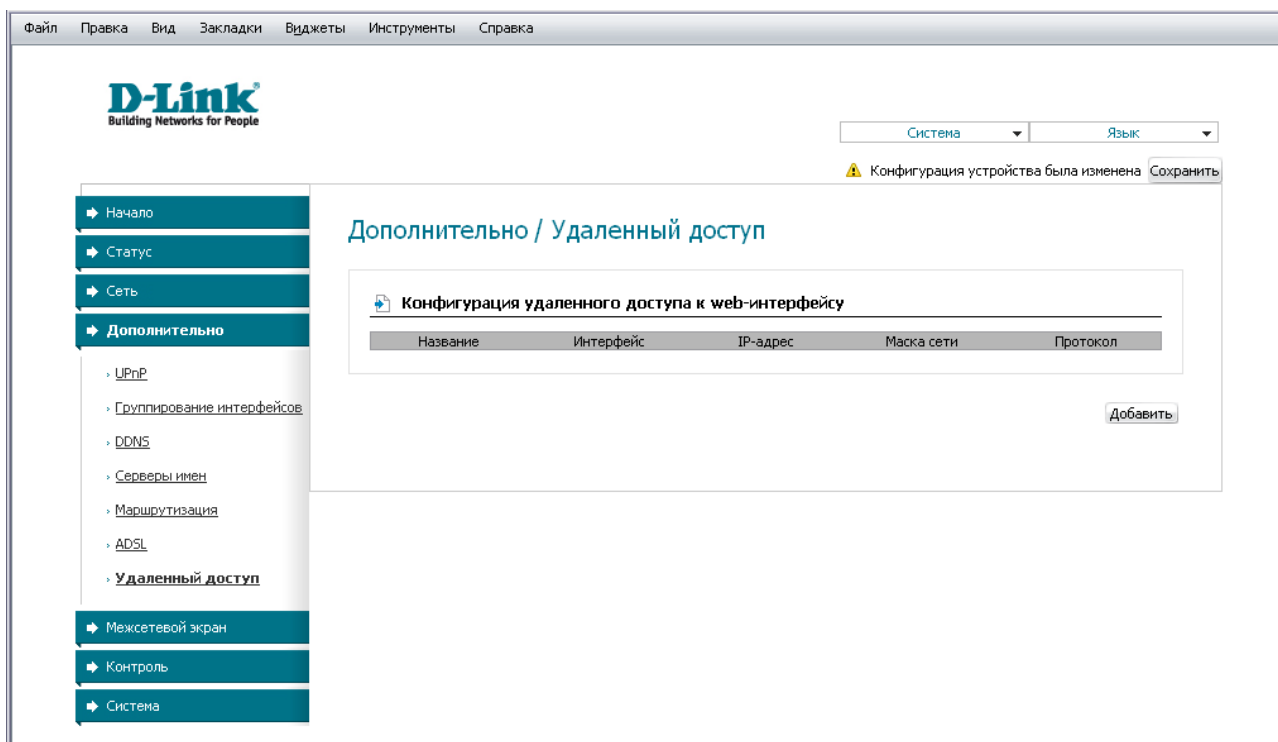 Файл Правка Вид Закладки Виджеты Инструменты Справка
D-Link
Building Networks for People
Система Язык
Конфигурация устройства была изменена Сохранить
Начало
Статус
Сеть
Дополнительно
UPnP
Группирование интерфейсов
DDNS
Серверы имен
Маршрутизация
ADSL
Удаленный доступ
Межсетевой экран
Контроль
Система
Дополнительно / Удаленный доступ
Конфигурация удаленного доступа к web-интерфейсу
Название Интерфейс IP-адрес Маска сети Протокол
Добавить